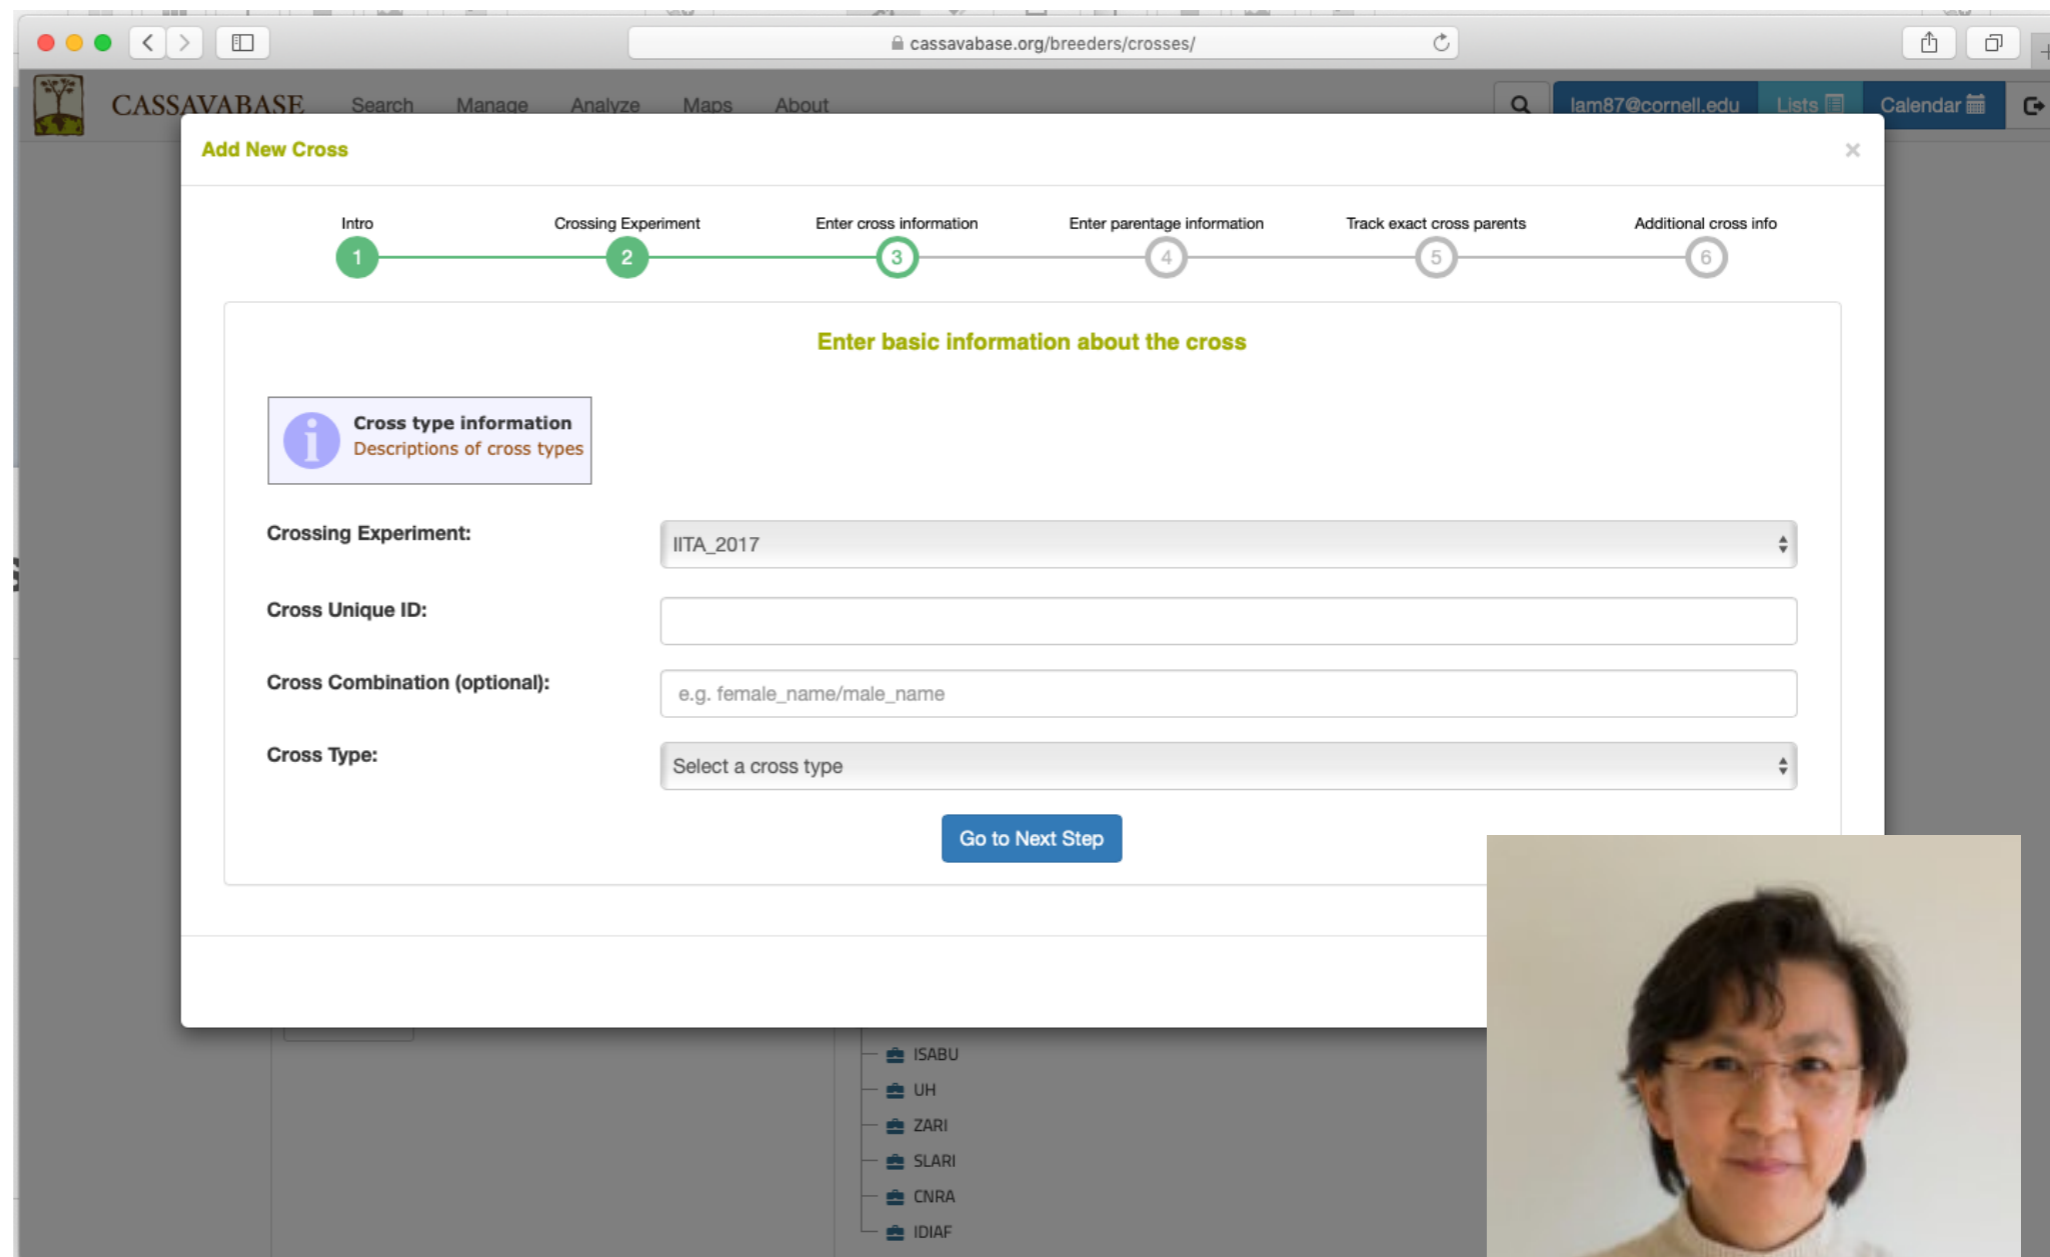 cassavabase.org/breeders/crosses/
CASSAVABASE Search Manage Analyze Maps About lam87@cornell.edu Lists Calendar
Add New Cross ×
Intro Crossing Experiment Enter cross information Enter parentage information Track exact cross parents Additional cross info
1 2 3 4 5 6
Enter basic information about the cross
i
Cross type information
Descriptions of cross types
Crossing Experiment: IITA_2017
Cross Unique ID:
Cross Combination (optional): e.g. female_name/male_name
Cross Type: Select a cross type
Go to Next Step
ISABU
UH
ZARI
SLARI
CNRA
IDIAF